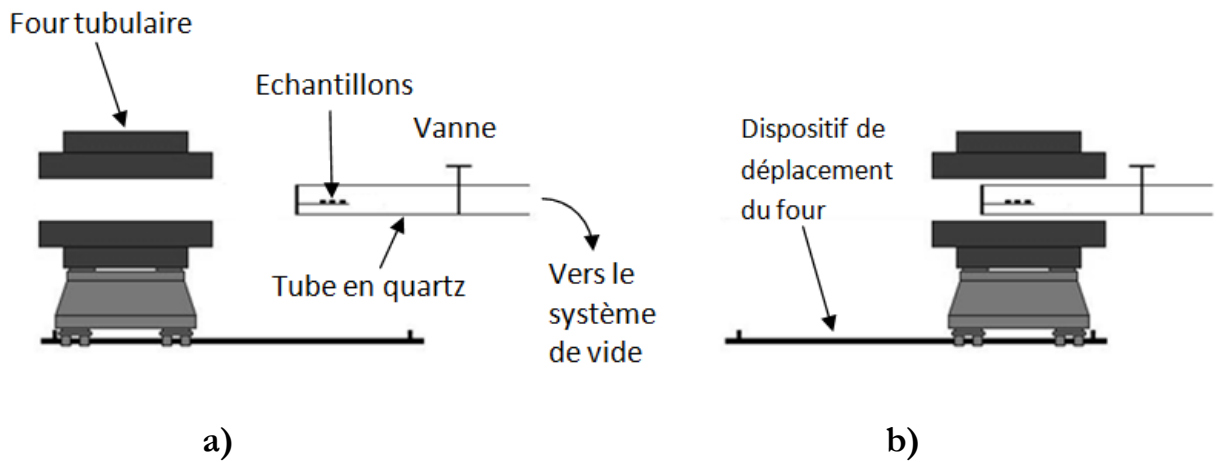 Four tubulaire
Echantillons
Vanne
Tube en quartz
Vers le
système
de vide
Dispositif de
déplacement
du four
a)
b)